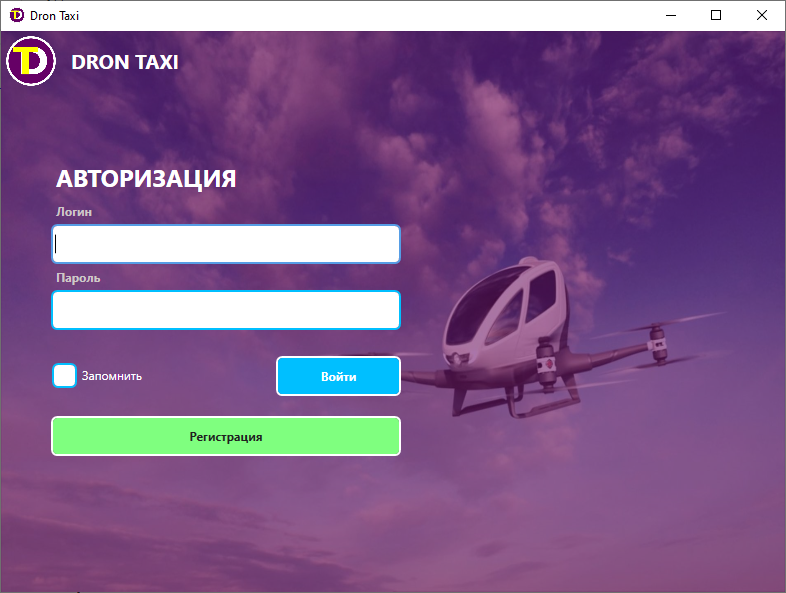 Dron Taxi
DRON TAXI
АВТОРИЗАЦИЯ
Логин
Пароль
Запомнить
Войти
Регистрация